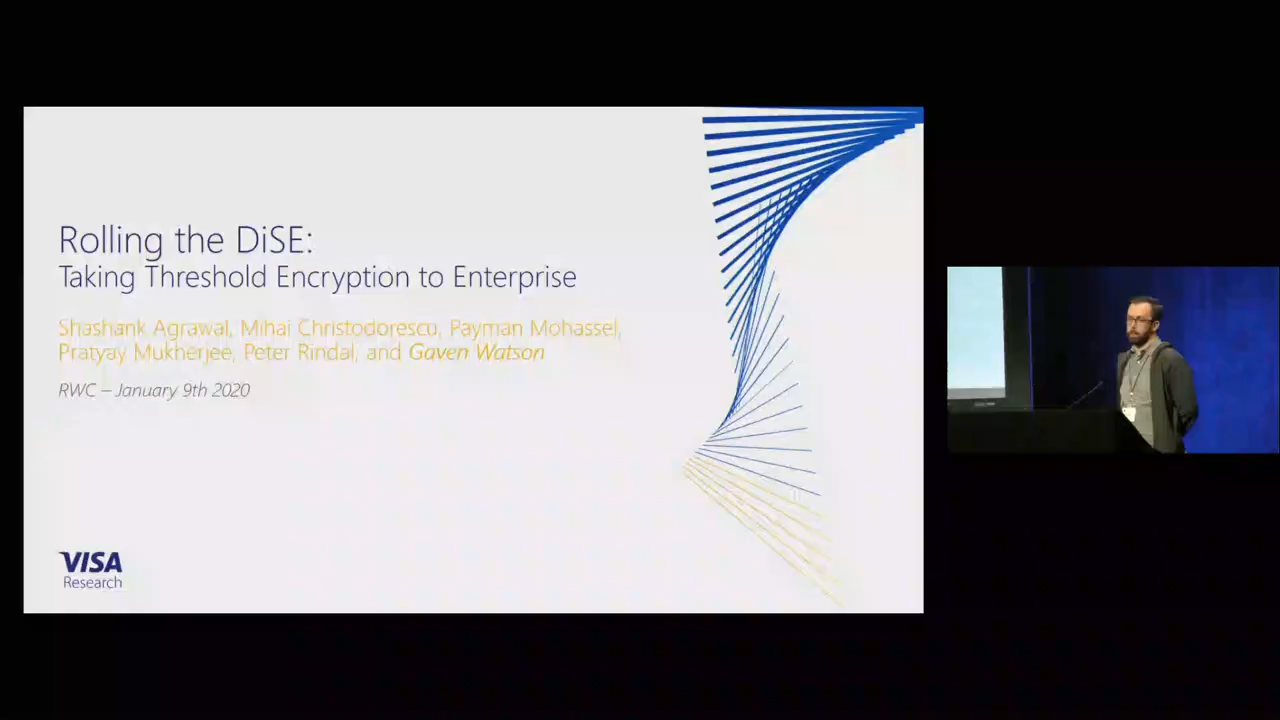 Rolling the DiSE:
Taking Threshold Encryption to Enterprise
Shashank Agrawal, Mihai Christodorescu, Payman Mohassel,
Pratyay Mukherjee, Peter Rindal, and Gaven Watson
RWC – January 9th 2020
VISA
Research